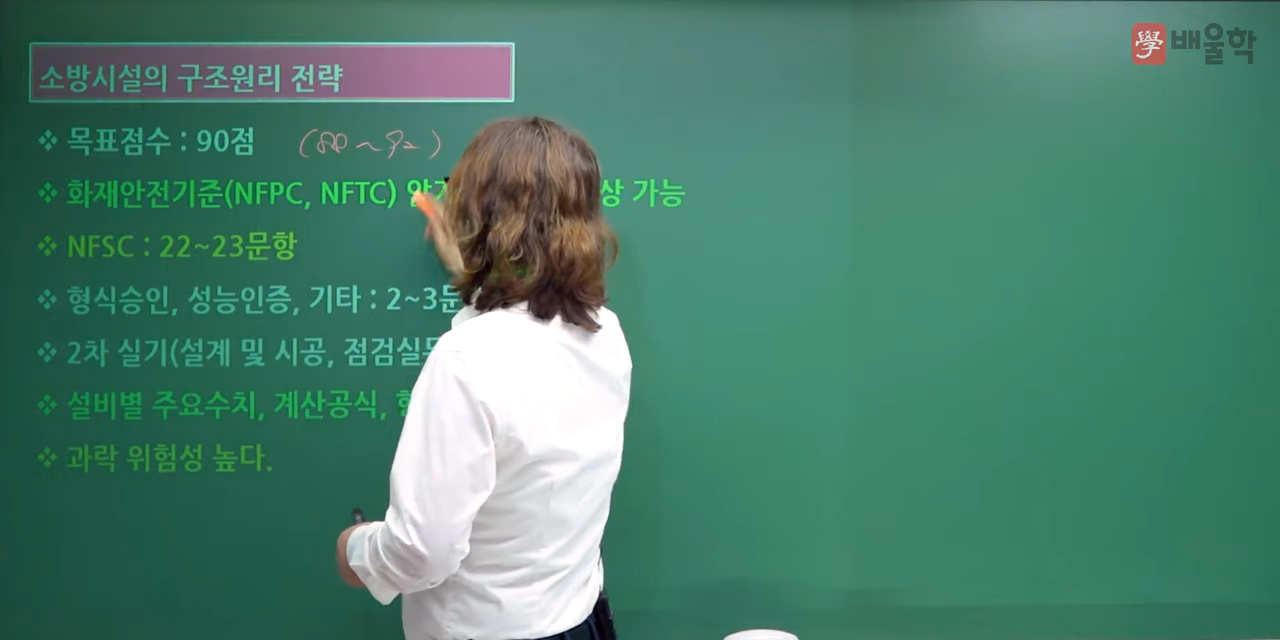 學 배울학
소방시설의 구조원리 전략
❖ 목표점수 : 90점 (88~92)
❖ 화재안전기준(NFPC, NFTC) 상 가능
❖ NFSC : 22~23문항
❖ 형식승인, 성능인증, 기타 : 2~3문
❖ 2차 실기(설계 및 시공, 점검실무
❖ 설비별 주요수치, 계산공식,
❖ 과락 위험성 높다.